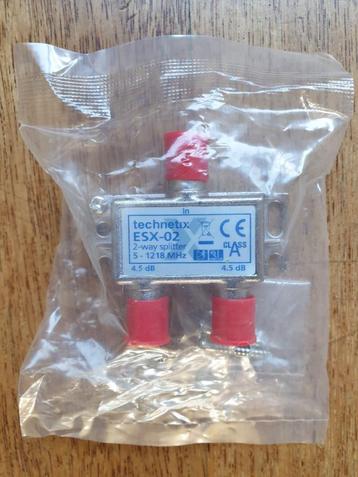 in
technetix
ESX-02
2-way splitter
5 - 1218 MHz
CE
CLASS
A
4.5 dB 4.5 dB